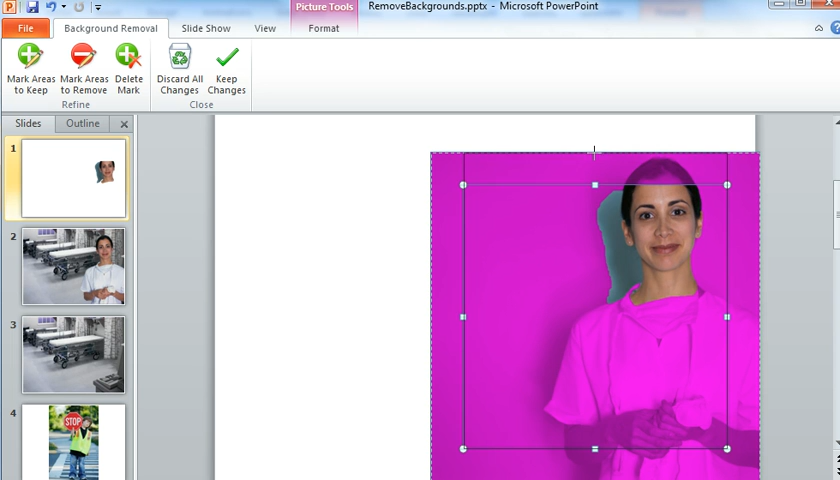 Picture Tools
RemoveBackgrounds.pptx - Microsoft PowerPoint
File
Background Removal
Slide Show
View
Format
Mark Areas
to Keep
Mark Areas
to Remove
Delete
Mark
Discard All
Changes
Keep
Changes
Refine
Close
Slides
Outline
1
2
3
4
STOP